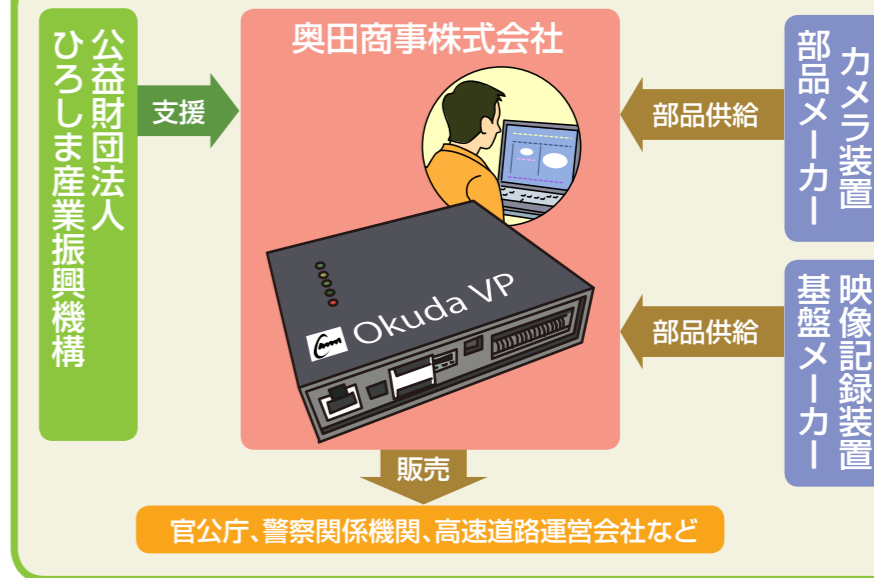 公益財団法人
ひろしま産業振興機構
支援
奥田商事株式会社
Okuda VP
部品供給
カメラ装置
部品メーカー
部品供給
映像記録装置
基盤メーカー
販売
官公庁、警察関係機関、高速道路運営会社など